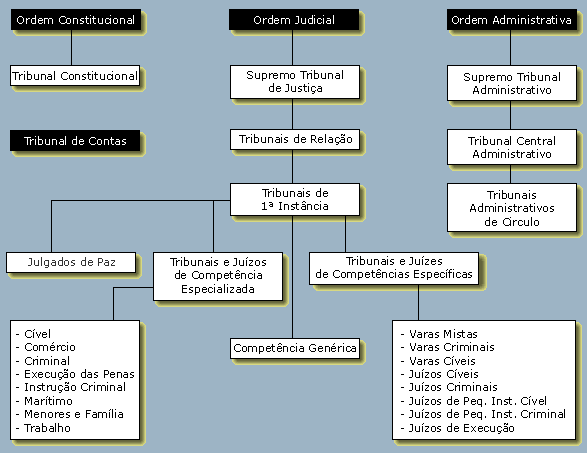 Ordem Constitucional
Ordem Judicial
Ordem Administrativa
Tribunal Constitucional
Supremo Tribunal
de Justiça
Supremo Tribunal
Administrativo
Tribunal de Contas
Tribunais de Relação
Tribunal Central
Administrativo
Tribunais de
1ª Instância
Tribunais
Administrativos
de Circulo
Julgados de Paz
Tribunais e Juízos
de Competência
Especializada
Tribunais e Juízes
de Competências Específicas
Competência Genérica
- Cível
- Comércio
- Criminal
- Execução das Penas
- Instrução Criminal
- Marítimo
- Menores e Família
- Trabalho
- Varas Mistas
- Varas Criminais
- Varas Cíveis
- Juízos Cíveis
- Juízos Criminais
- Juízos de Peq. Inst. Cível
- Juízos de Peq. Inst. Criminal
- Juízos de Execução